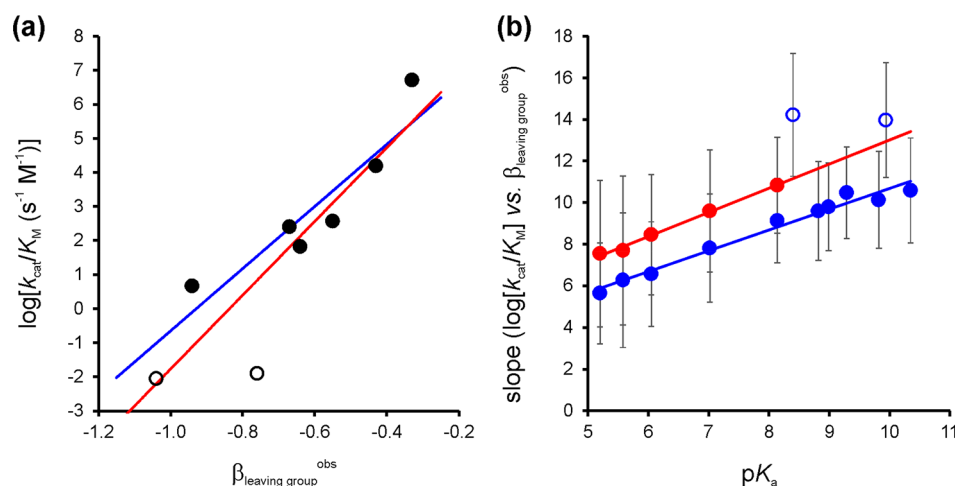 (a)
log[kcat/KM (s⁻¹ M⁻¹)]
8
7
6
5
4
3
2
1
0
-1
-2
-3
-1.2 -1.0 -0.8 -0.6 -0.4 -0.2
βleaving group^obs
(b)
slope (log[kcat/KM] vs. βleaving group^obs)
18
16
14
12
10
8
6
4
2
0
5 6 7 8 9 10 11
pKa